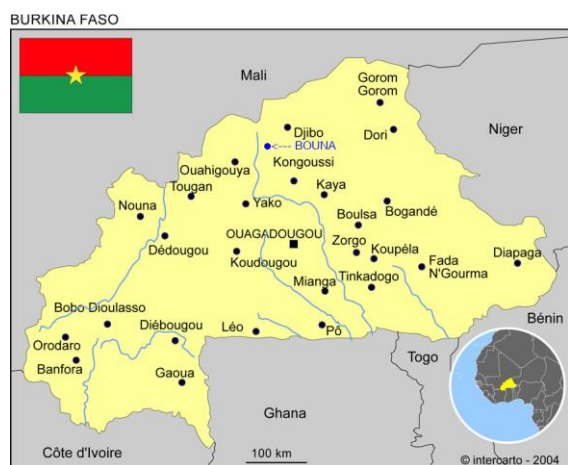 BURKINA FASO
Mali
Niger
Gorom
Gorom
Djibo
Dori
<--- BOUNA
Ouahigouya
Kongoussi
Tougan
Kaya
Nouna
Yako
Bogandé
Boulsa
OUAGADOUGOU
Zorgo
Koupéla
Dédougou
Koudougou
Fada
N'Gourma
Diapaga
Mianga
Tinkadogo
Bobo Dioulasso
Diébougou
Léo
Pô
Bénin
Orodaro
Banfora
Togo
Gaoua
Ghana
Côte d'Ivoire
100 km
© intercarto - 2004